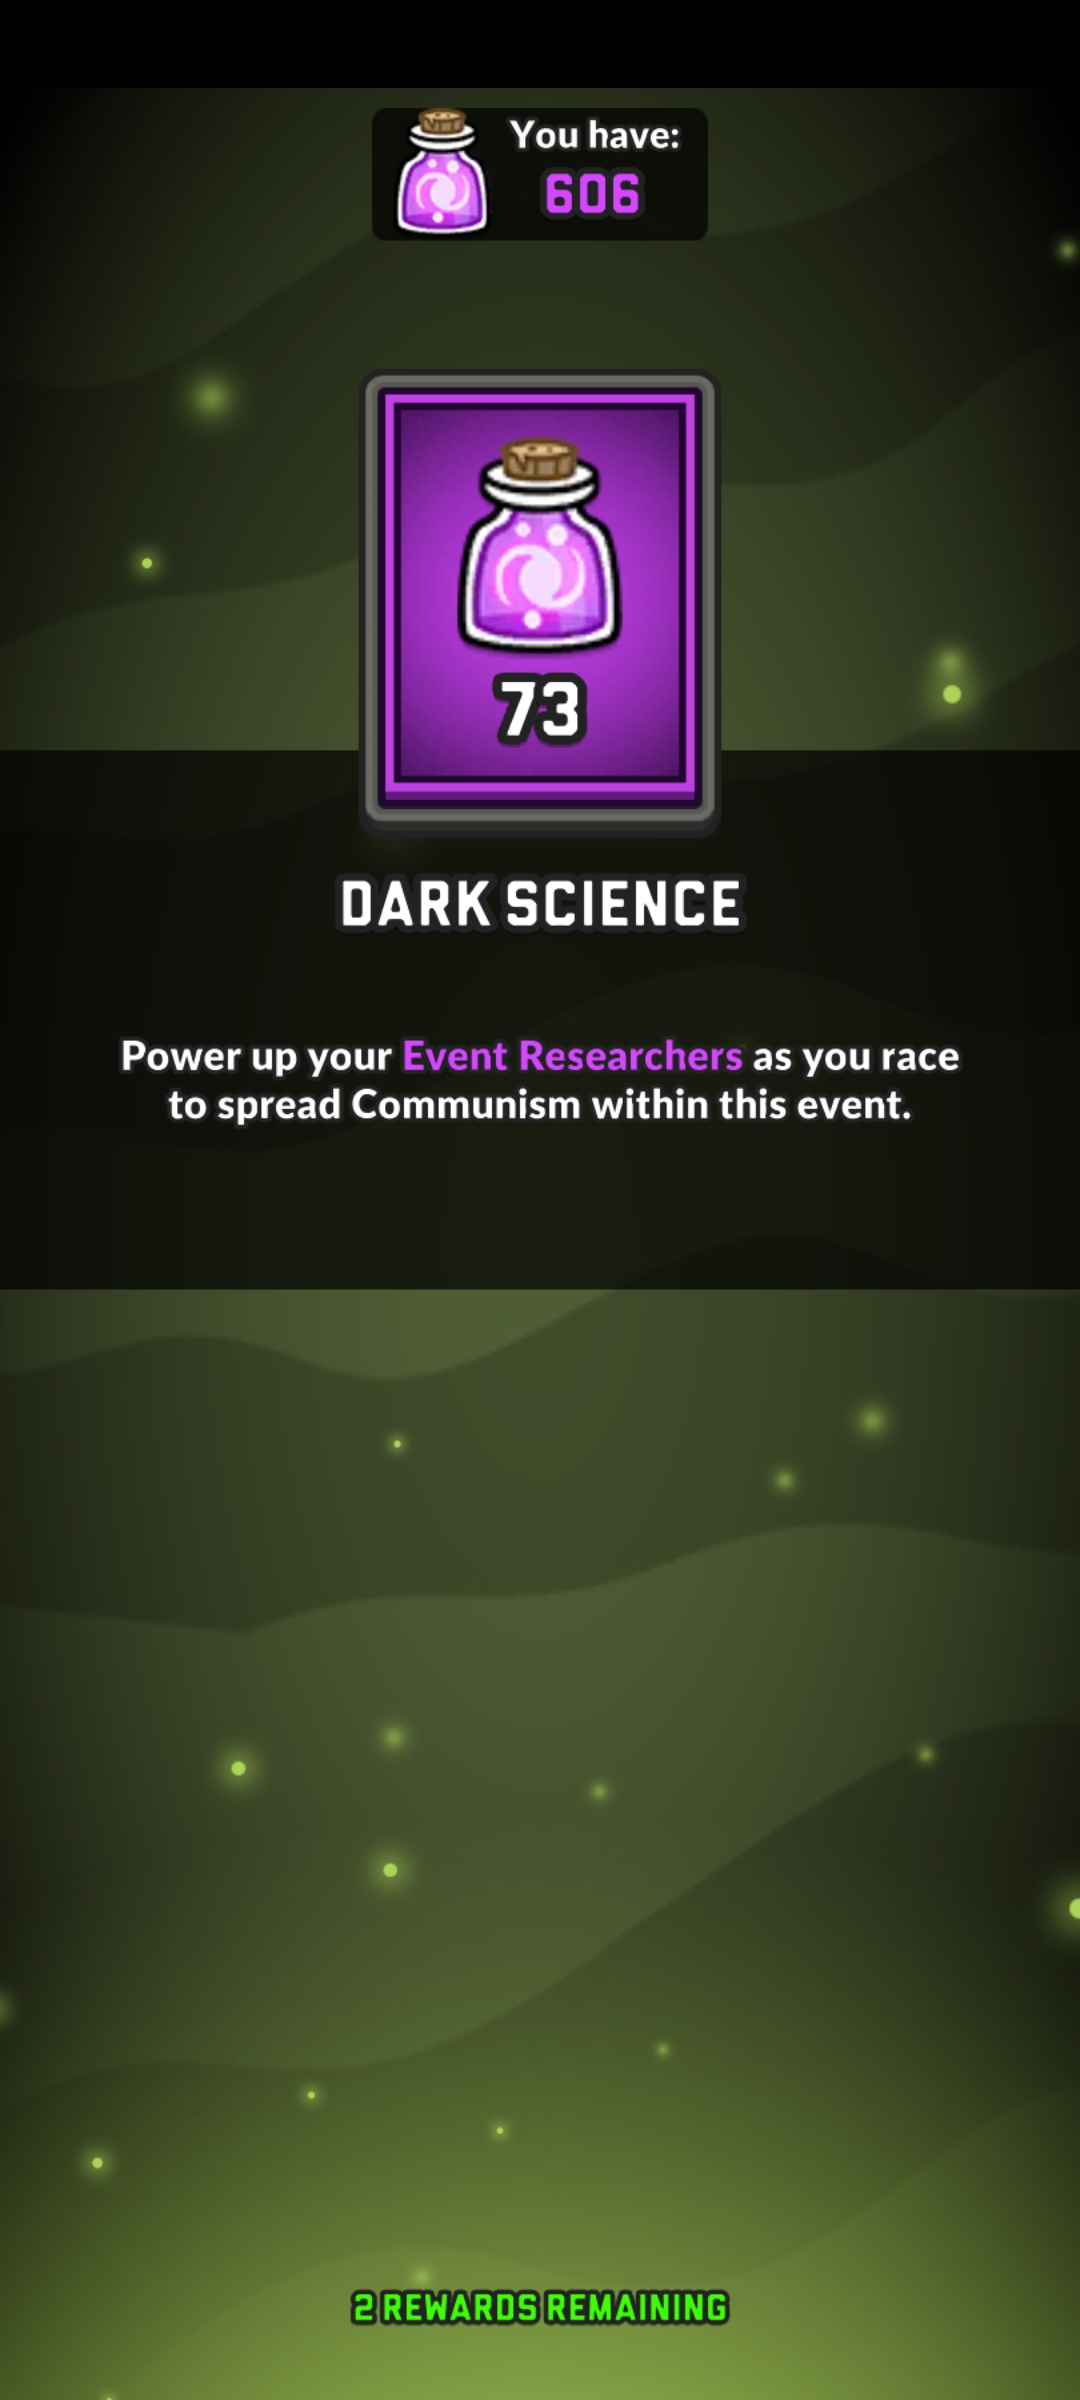 You have:
606
73
DARK SCIENCE
Power up your Event Researchers as you race
to spread Communism within this event.
2 REWARDS REMAINING